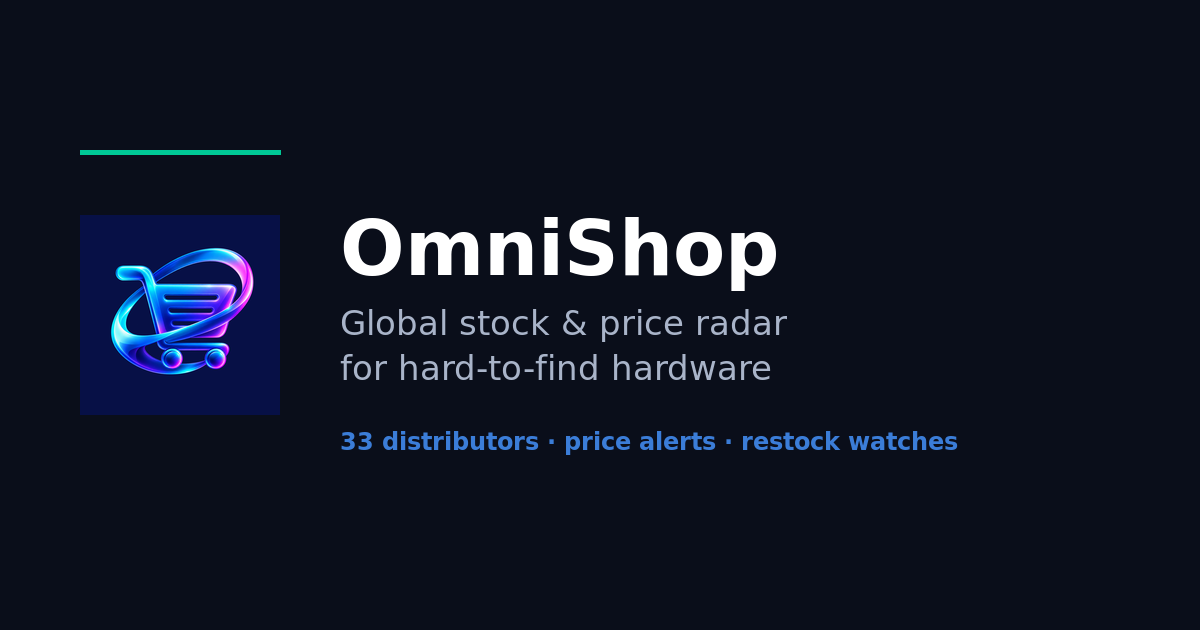 OmniShop
Global stock & price radar
for hard-to-find hardware
33 distributors · price alerts · restock watches